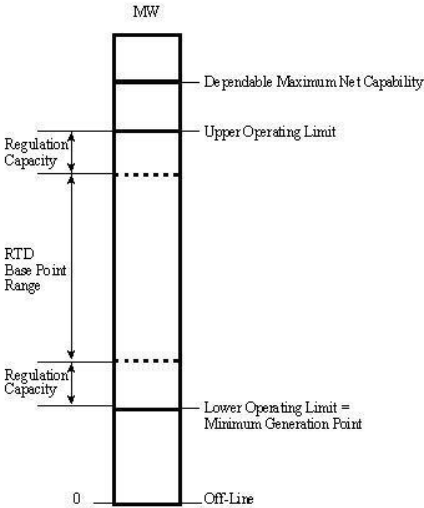 MW
Dependable Maximum Net Capability
Upper Operating Limit
Regulation
Capacity
RTD
Base Point
Range
Regulation
Capacity
Lower Operating Limit =
Minimum Generation Point
0
Off-Line